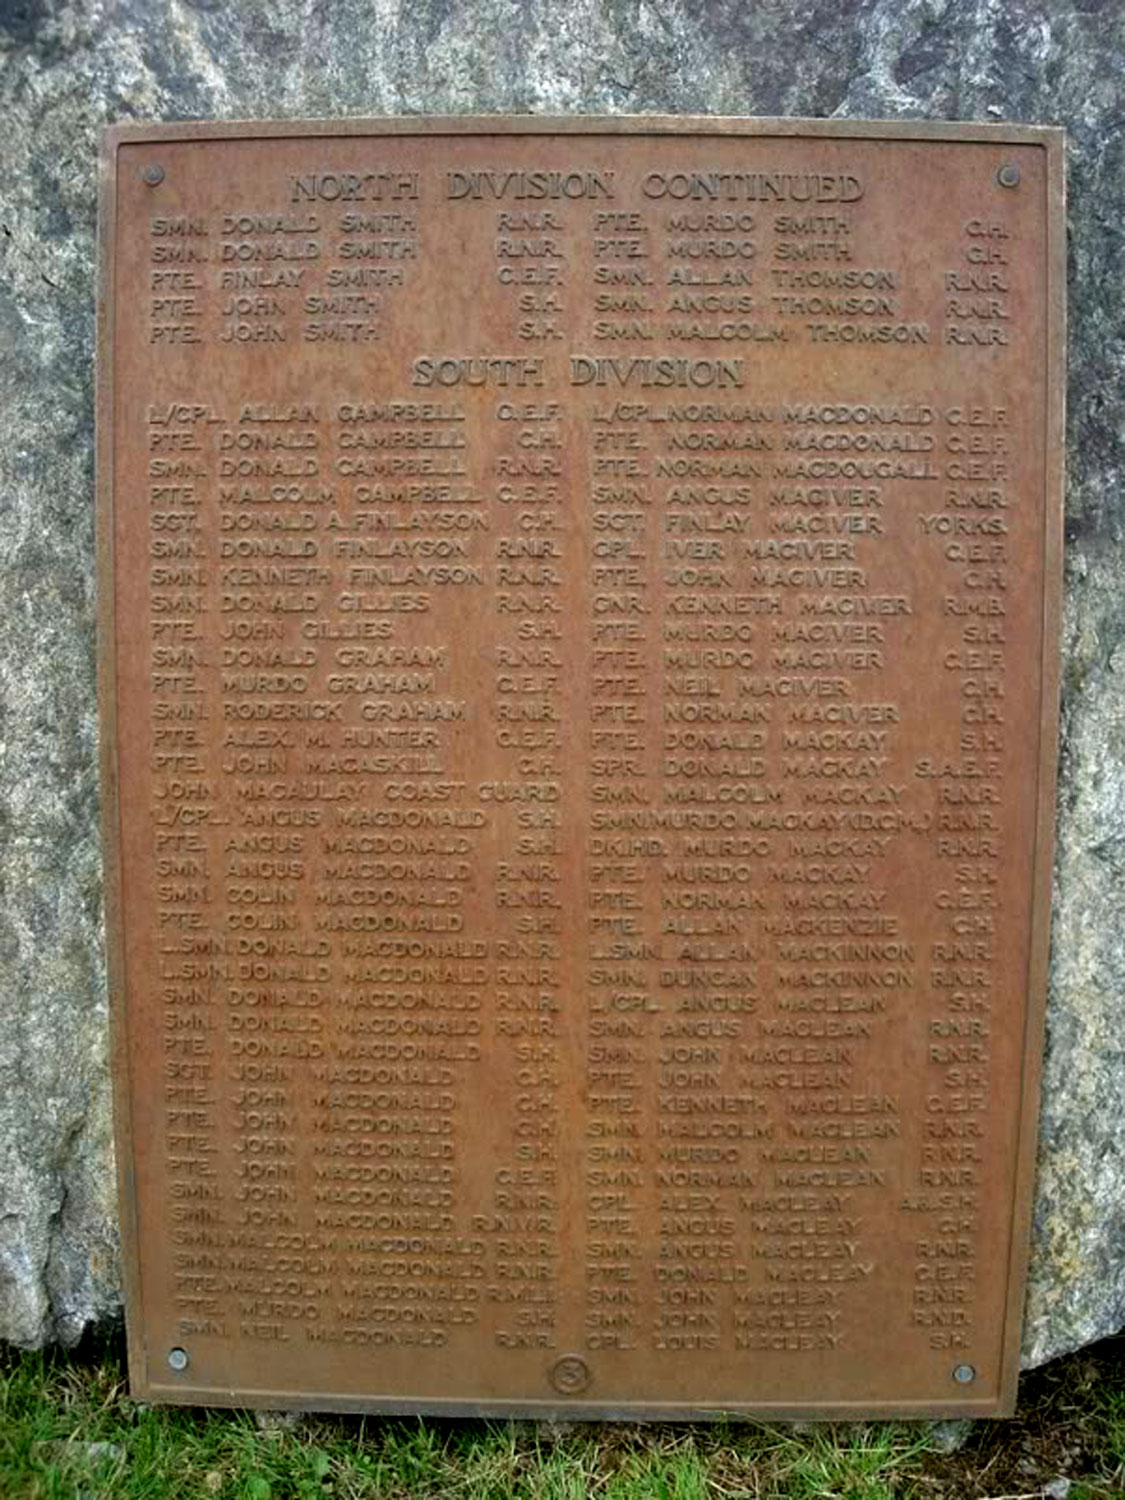 NORTH DIVISION CONTINUED
SMN. DONALD SMITH R.N.R.
SMN. DONALD SMITH R.N.R.
PTE. FINLAY SMITH C.E.F.
PTE. JOHN SMITH S.H.
PTE. JOHN SMITH S.H.
PTE. MURDO SMITH G.H.
PTE. MURDO SMITH G.H.
SMN. ALLAN THOMSON R.N.R.
SMN. ANGUS THOMSON R.N.R.
SMN. MALCOLM THOMSON R.N.R.
SOUTH DIVISION
L/CPL. ALLAN CAMPBELL C.E.F.
PTE. DONALD CAMPBELL G.H.
SMN. DONALD CAMPBELL R.N.R.
PTE. MALCOLM CAMPBELL C.E.F.
SGT. DONALD A. FINLAYSON G.H.
SMN. DONALD FINLAYSON R.N.R.
SMN. KENNETH FINLAYSON R.N.R.
SMN. DONALD GILLIES R.N.R.
PTE. JOHN GILLIES S.H.
SMN. DONALD GRAHAM R.N.R.
PTE. MURDO GRAHAM C.E.F.
SMN. RODERICK GRAHAM R.N.R.
PTE. ALEX. M. HUNTER C.E.F.
PTE. JOHN MACASKILL G.H.
JOHN MACAULAY COAST GUARD
L/CPL. ANGUS MACDONALD S.H.
PTE. ANGUS MACDONALD S.H.
SMN. ANGUS MACDONALD R.N.R.
SMN. COLIN MACDONALD R.N.R.
PTE. COLIN MACDONALD S.H.
L.SMN. DONALD MACDONALD R.N.R.
L.SMN. DONALD MACDONALD R.N.R.
SMN. DONALD MACDONALD R.N.R.
SMN. DONALD MACDONALD R.N.R.
PTE. DONALD MACDONALD S.H.
SGT. JOHN MACDONALD G.H.
PTE. JOHN MACDONALD G.H.
PTE. JOHN MACDONALD G.H.
PTE. JOHN MACDONALD S.H.
PTE. JOHN MACDONALD C.E.F.
SMN. JOHN MACDONALD R.N.R.
SMN. JOHN MACDONALD R.N.V.R.
SMN. MALCOLM MACDONALD R.N.R.
SMN. MALCOLM MACDONALD R.N.R.
PTE. MALCOLM MACDONALD R.M.L.I.
PTE. MURDO MACDONALD S.H.
SMN. NEIL MACDONALD R.N.R.
L/CPL. NORMAN MACDONALD C.E.F.
PTE. NORMAN MACDONALD C.E.F.
PTE. NORMAN MACDOUGALL C.E.F.
SMN. ANGUS MACIVER R.N.R.
SGT. FINLAY MACIVER YORKS.
CPL. IVER MACIVER C.E.F.
PTE. JOHN MACIVER G.H.
GNR. KENNETH MACIVER R.M.B.
PTE. MURDO MACIVER S.H.
PTE. MURDO MACIVER C.E.F.
PTE. NEIL MACIVER G.H.
PTE. NORMAN MACIVER G.H.
PTE. DONALD MACKAY S.H.
SPR. DONALD MACKAY S.A.E.F.
SMN. MALCOLM MACKAY R.N.R.
SMN. MURDO MACKAY (D.C.M.) R.N.R.
DK.HD. MURDO MACKAY R.N.R.
PTE. MURDO MACKAY S.H.
PTE. NORMAN MACKAY C.E.F.
PTE. ALLAN MACKENZIE G.H.
L.SMN. ALLAN MACKINNON R.N.R.
SMN. DUNCAN MACKINNON R.N.R.
L/CPL. ANGUS MACLEAN S.H.
SMN. ANGUS MACLEAN R.N.R.
SMN. JOHN MACLEAN R.N.R.
PTE. JOHN MACLEAN S.H.
PTE. KENNETH MACLEAN C.E.F.
SMN. MALCOLM MACLEAN R.N.R.
SMN. MURDO MACLEAN R.N.R.
SMN. NORMAN MACLEAN R.N.R.
CPL. ALEX MACLEAY A.&.S.H.
PTE. ANGUS MACLEAY G.H.
SMN. ANGUS MACLEAY R.N.R.
PTE. DONALD MACLEAY C.E.F.
SMN. JOHN MACLEAY R.N.R.
SMN. JOHN MACLEAY R.N.D.
CPL. LOUIS MACLEAY S.H.